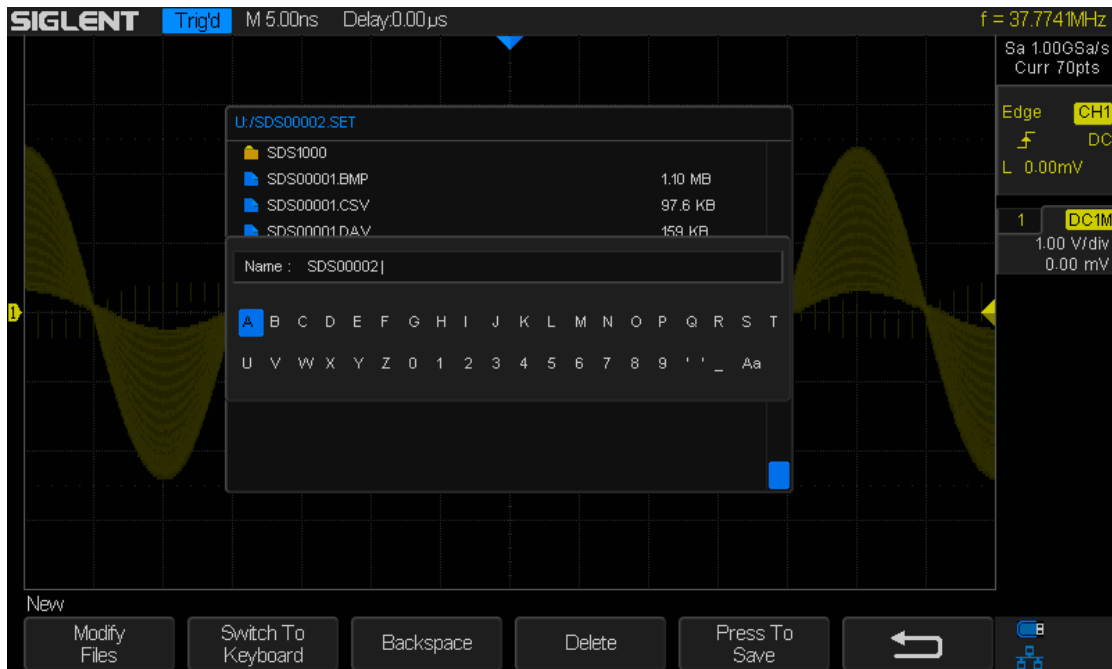 SIGLENT Trig'd M 5.00ns Delay:0.00µs f = 37.7741MHz
Sa 1.00GSa/s
Curr 70pts
Edge CH1
DC
L 0.00mV
1 DC1M
1.00 V/div
0.00 mV
U:/SDS00002.SET
SDS1000
SDS00001.BMP 1.10 MB
SDS00001.CSV 97.6 KB
SDS00001.DAV 159 KB
Name : SDS00002
A B C D E F G H I J K L M N O P Q R S T
U V W X Y Z 0 1 2 3 4 5 6 7 8 9 ' ' _ Aa
1
New
Modify Files
Switch To Keyboard
Backspace
Delete
Press To Save